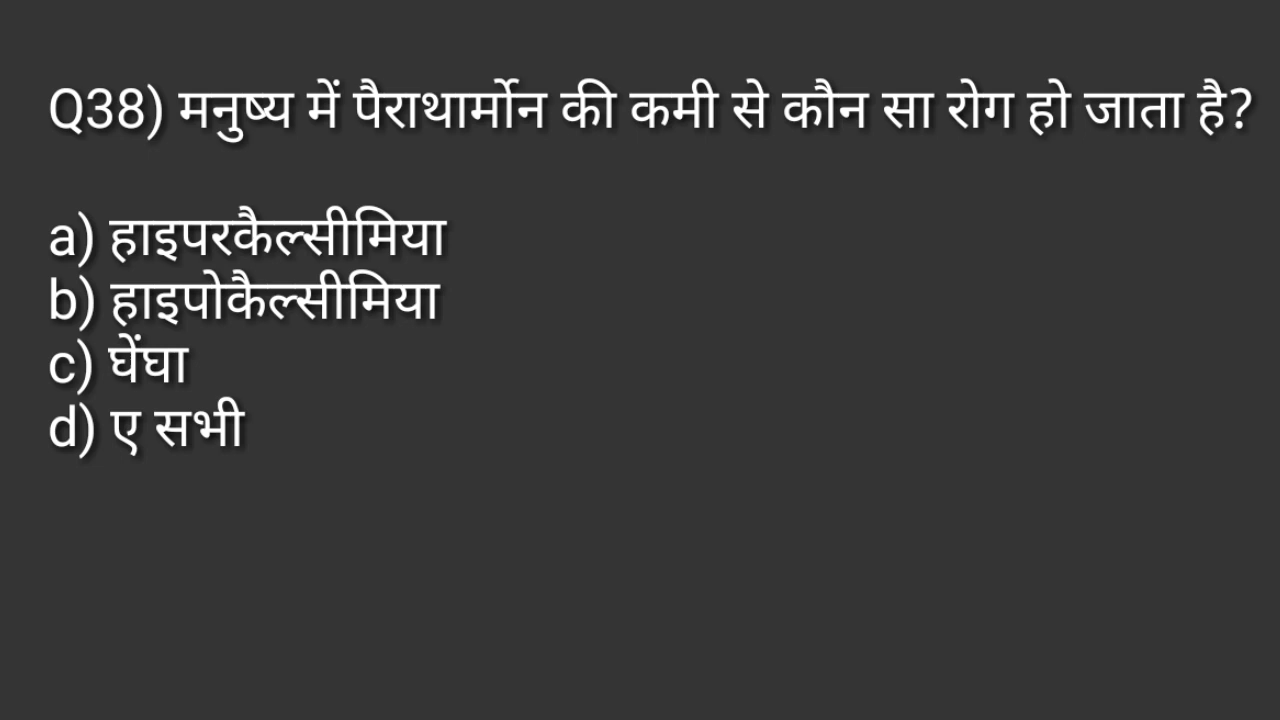 Q38) मनुष्य में पैराथार्मोन की कमी से कौन सा रोग हो जाता है?
a) हाइपरकैल्सीमिया
b) हाइपोकैल्सीमिया
c) घेंघा
d) ए सभी